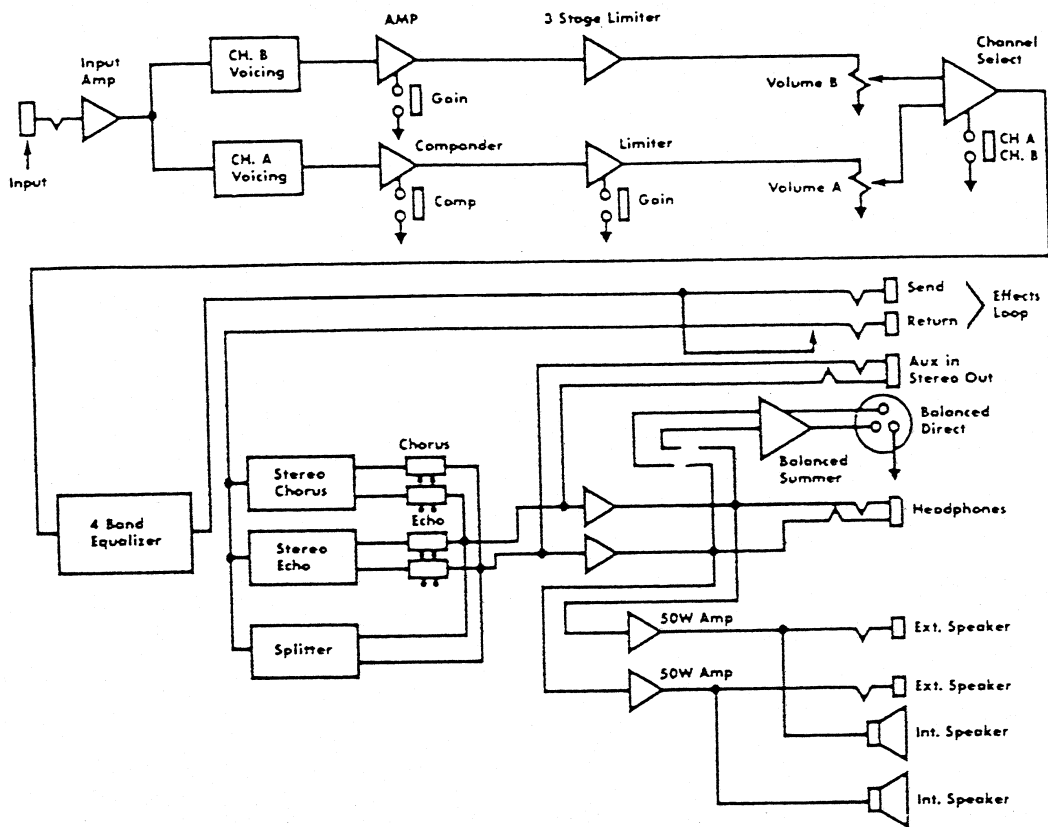 AMP
3 Stage Limiter
Channel
Select
Input
Amp
CH. B
Voicing
Volume B
Gain
CH A
CH. B
Compander
Limiter
CH. A
Voicing
Input
Volume A
Comp
Gain
Send
Effects
Loop
Return
Aux in
Stereo Out
Balanced
Direct
Chorus
Balanced
Summer
Stereo
Chorus
Echo
Headphones
4 Band
Equalizer
Stereo
Echo
50W Amp
Ext. Speaker
Splitter
50W Amp
Ext. Speaker
Int. Speaker
Int. Speaker